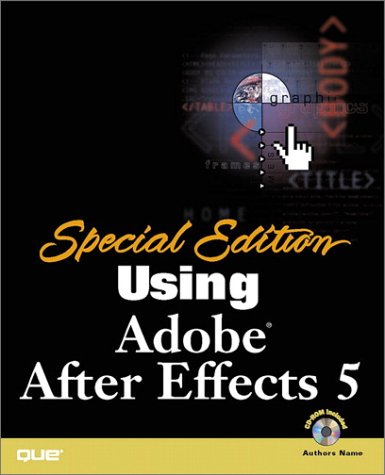 <BODY>
graph
</TABLE>
frames
<TITLE>
HOME
Special Edition
Using
Adobe®
After Effects 5
CD-ROM Included
que®
Authors Name